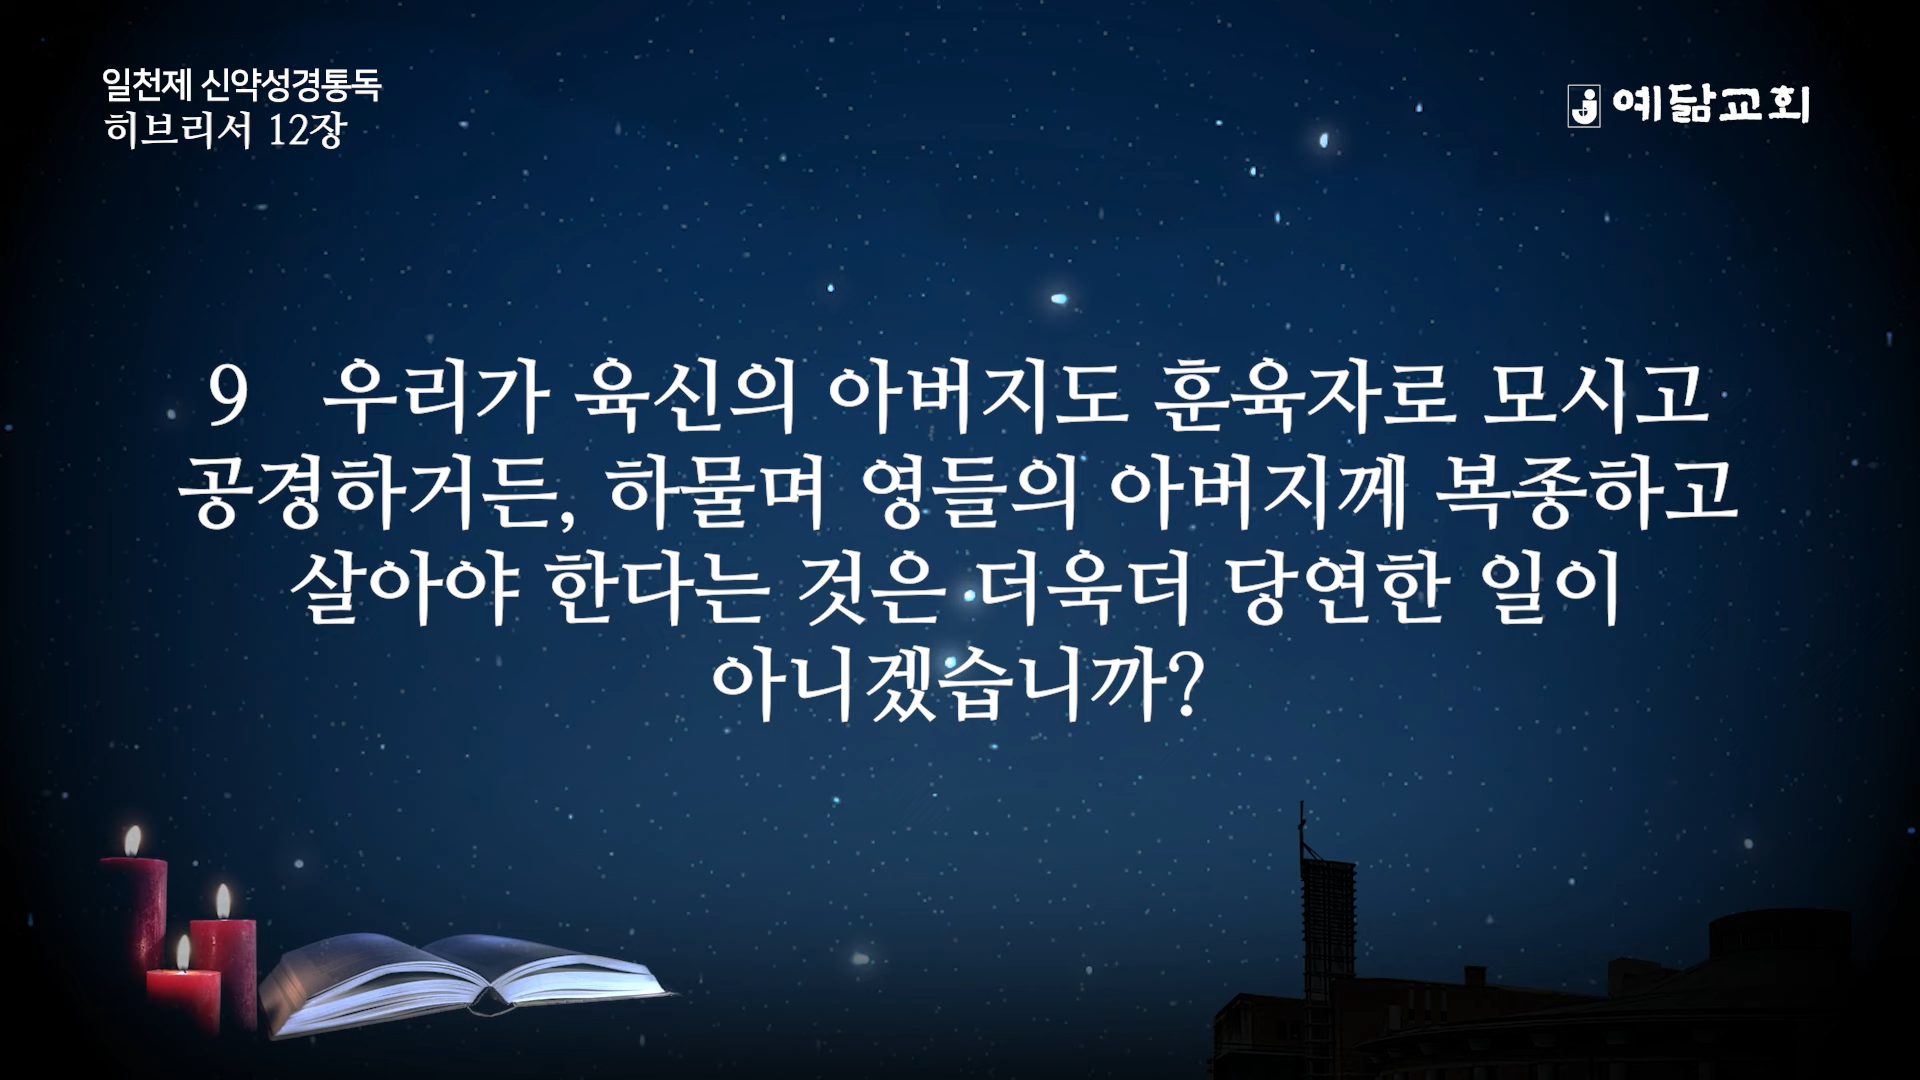 일천제 신약성경통독
히브리서 12장
예닮교회
9 우리가 육신의 아버지도 훈육자로 모시고
공경하거든, 하물며 영들의 아버지께 복종하고
살아야 한다는 것은 더욱더 당연한 일이
아니겠습니까?